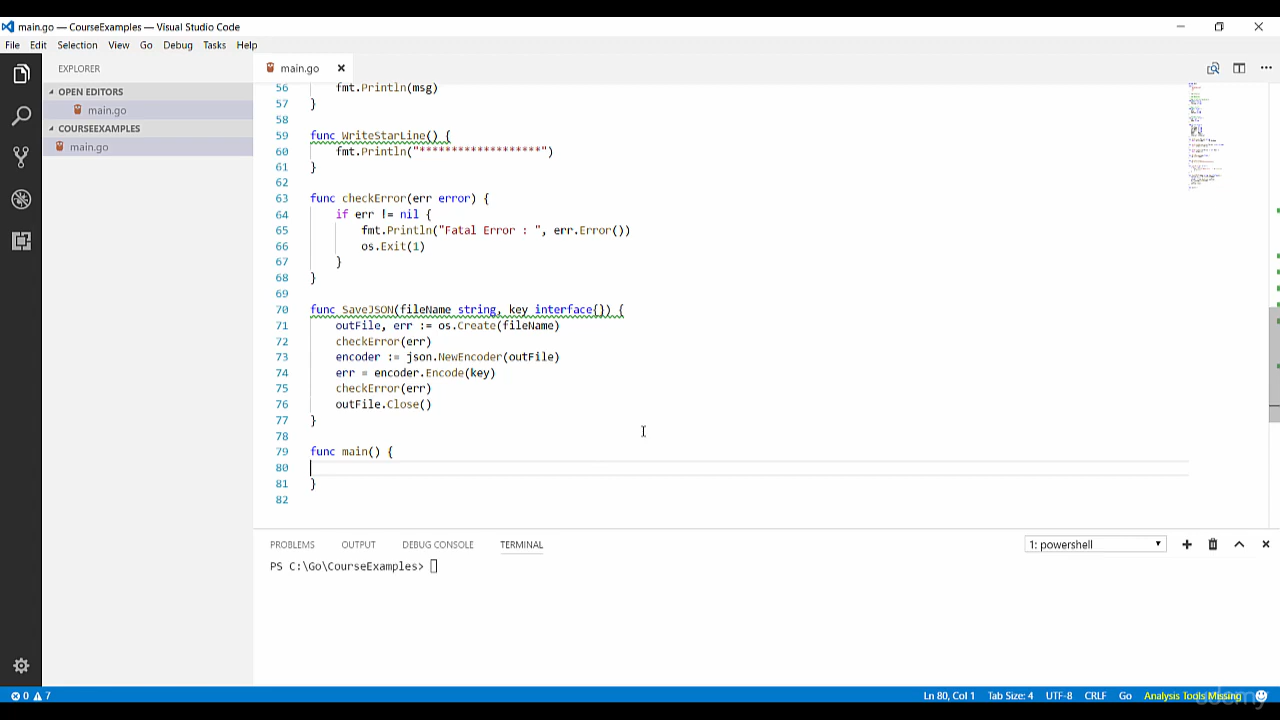 main.go — CourseExamples — Visual Studio Code
File Edit Selection View Go Debug Tasks Help
EXPLORER
main.go
OPEN EDITORS
main.go
COURSEEXAMPLES
main.go
56 fmt.Println(msg)
57 }
58
59 func WriteStarLine() {
60 fmt.Println("*******************")
61 }
62
63 func checkError(err error) {
64 if err != nil {
65 fmt.Println("Fatal Error : ", err.Error())
66 os.Exit(1)
67 }
68 }
69
70 func SaveJSON(fileName string, key interface{}) {
71 outFile, err := os.Create(fileName)
72 checkError(err)
73 encoder := json.NewEncoder(outFile)
74 err = encoder.Encode(key)
75 checkError(err)
76 outFile.Close()
77 }
78
79 func main() {
80
81 }
82
PROBLEMS OUTPUT DEBUG CONSOLE TERMINAL
1: powershell
PS C:\Go\CourseExamples>
0 7
Ln 80, Col 1 Tab Size: 4 UTF-8 CRLF Go Analysis Tools Missing
udemy